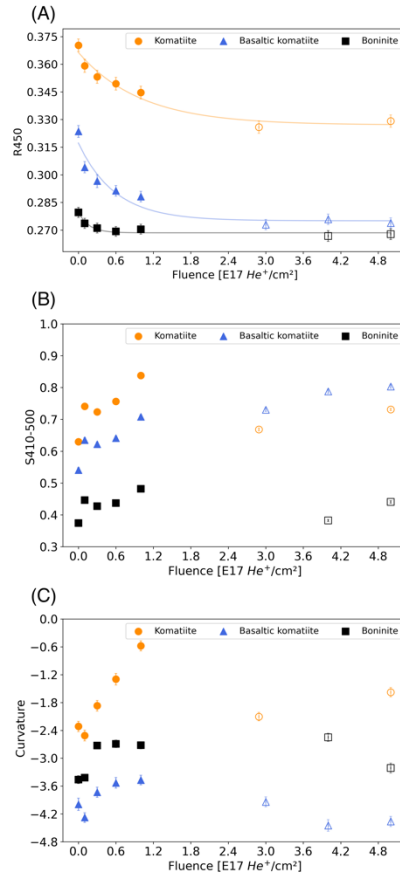 (A)
Komatiite Basaltic komatiite Boninite
0.375
0.360
0.345
0.330
0.315
0.300
0.285
0.270
R450
0.0 0.6 1.2 1.8 2.4 3.0 3.6 4.2 4.8
Fluence [E17 He⁺/cm²]
(B)
Komatiite Basaltic komatiite Boninite
1.0
0.9
0.8
0.7
0.6
0.5
0.4
0.3
S410-500
0.0 0.6 1.2 1.8 2.4 3.0 3.6 4.2 4.8
Fluence [E17 He⁺/cm²]
(C)
Komatiite Basaltic komatiite Boninite
0.0
−0.6
−1.2
−1.8
−2.4
−3.0
−3.6
−4.2
−4.8
Curvature
0.0 0.6 1.2 1.8 2.4 3.0 3.6 4.2 4.8
Fluence [E17 He⁺/cm²]